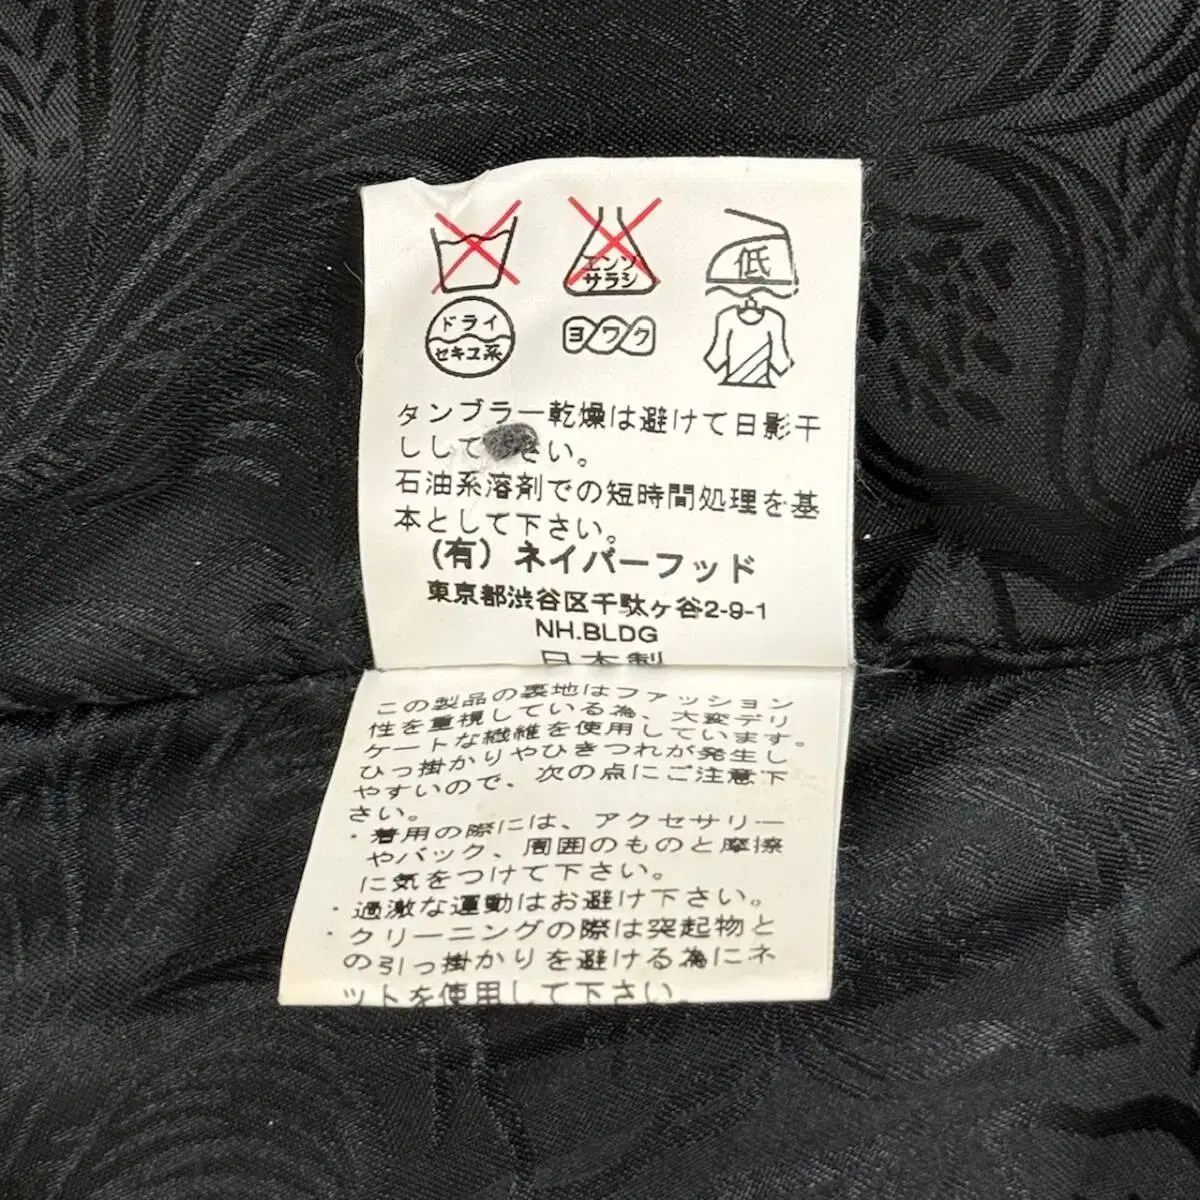 エンソ
サラシ
低
ドライ
セキユ系
ヨワク
タンブラー乾燥は避けて日影干
ししてさい。
石油系溶剤での短時間処理を基
本として下さい。
(有) ネイバーフッド
東京都渋谷区千駄ヶ谷2-9-1
NH.BLDG
日本製
この製品の裏地はファッション
性を重視している為、大変デリ
ケートな繊維を使用しています。
ひっ掛かりやひきつれが発生し
やすいので、次の点にご注意下
さい。
・着用の際には、アクセサリー
やバック、周囲のものと摩擦
に気をつけて下さい。
・過激な運動はお避け下さい。
・クリーニングの際は突起物と
の引っ掛かりを避ける為にネ
ットを使用して下さい。